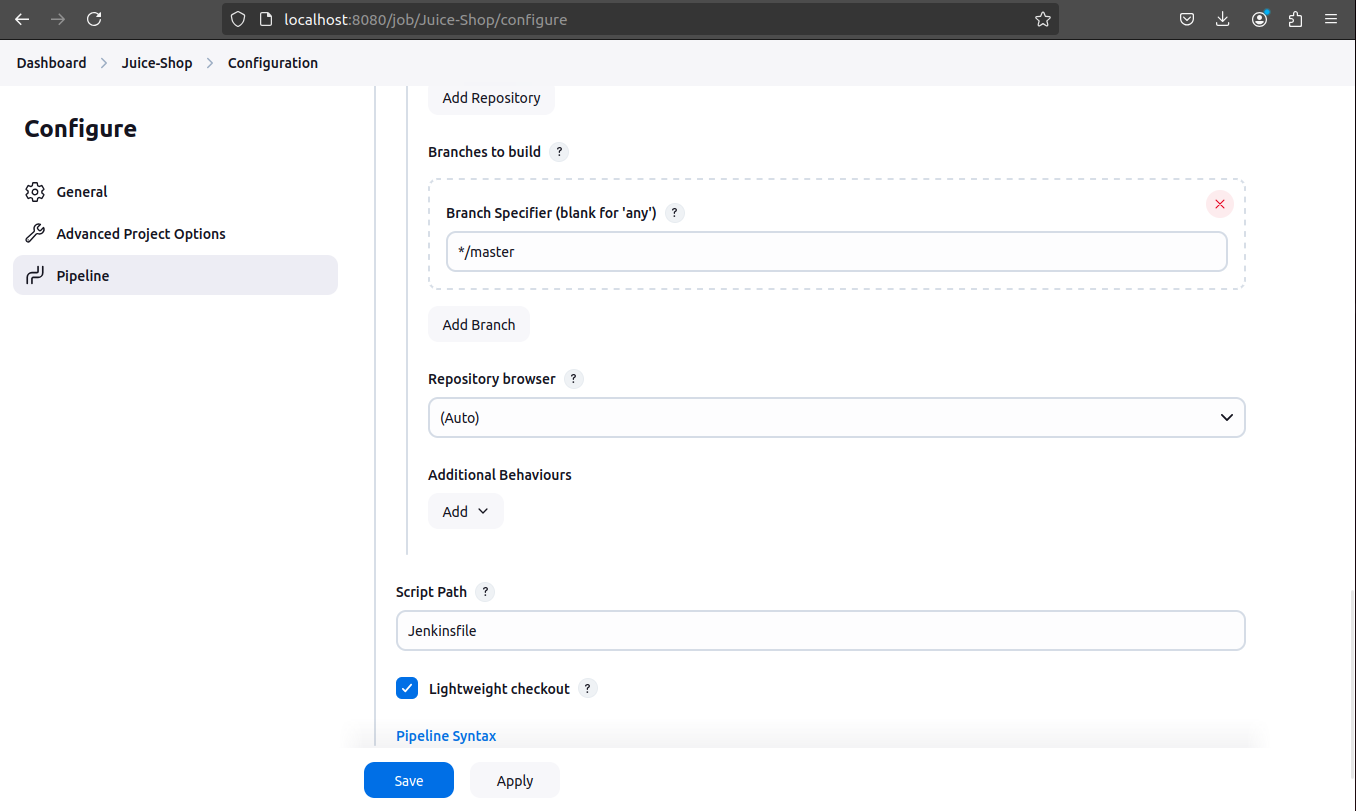 localhost:8080/job/Juice-Shop/configure
Dashboard > Juice-Shop > Configuration
Configure
General
Advanced Project Options
Pipeline
Add Repository
Branches to build ?
Branch Specifier (blank for 'any') ?
*/master
Add Branch
Repository browser ?
(Auto)
Additional Behaviours
Add
Script Path ?
Jenkinsfile
Lightweight checkout ?
Pipeline Syntax
Save Apply